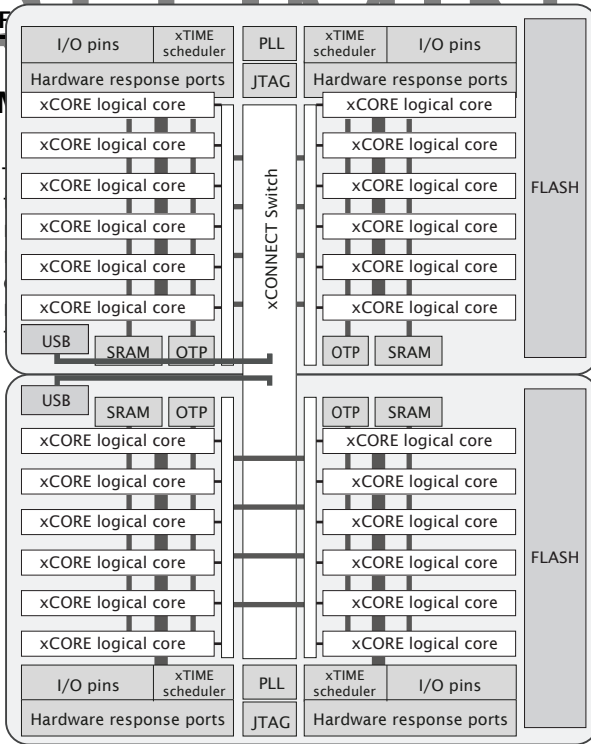 I/O pins
xTIME
scheduler
PLL
xTIME
scheduler
I/O pins
Hardware response ports
JTAG
Hardware response ports
xCORE logical core
xCORE logical core
xCORE logical core
xCORE logical core
xCORE logical core
xCORE logical core
xCONNECT Switch
xCORE logical core
xCORE logical core
xCORE logical core
xCORE logical core
xCORE logical core
xCORE logical core
FLASH
USB
SRAM
OTP
OTP
SRAM
USB
SRAM
OTP
OTP
SRAM
xCORE logical core
xCORE logical core
xCORE logical core
xCORE logical core
xCORE logical core
xCORE logical core
xCORE logical core
xCORE logical core
xCORE logical core
xCORE logical core
xCORE logical core
xCORE logical core
FLASH
I/O pins
xTIME
scheduler
PLL
xTIME
scheduler
I/O pins
Hardware response ports
JTAG
Hardware response ports